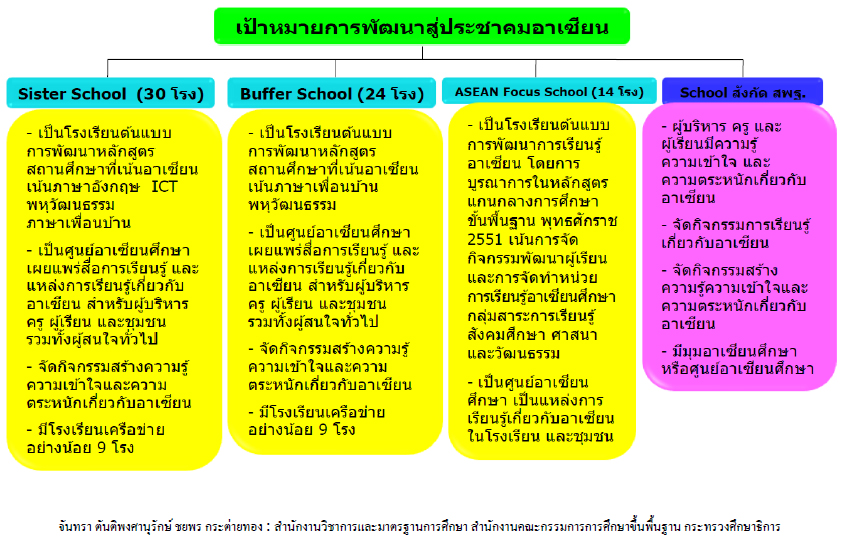 เป้าหมายการพัฒนาสู่ประชาคมอาเซียน
Sister School (30 โรง)
- เป็นโรงเรียนต้นแบบ
การพัฒนาหลักสูตร
สถานศึกษาที่เน้นอาเซียน
เน้นภาษาอังกฤษ ICT
พหุวัฒนธรรม
ภาษาเพื่อนบ้าน
- เป็นศูนย์อาเซียนศึกษา
เผยแพร่สื่อการเรียนรู้ และ
แหล่งการเรียนรู้เกี่ยวกับ
อาเซียน สำหรับผู้บริหาร
ครู ผู้เรียน และชุมชน
รวมทั้งผู้สนใจทั่วไป
- จัดกิจกรรมสร้างความรู้
ความเข้าใจและความ
ตระหนักเกี่ยวกับอาเซียน
- มีโรงเรียนเครือข่าย
อย่างน้อย 9 โรง
Buffer School (24 โรง)
- เป็นโรงเรียนต้นแบบ
การพัฒนาหลักสูตร
สถานศึกษาที่เน้นอาเซียน
เน้นภาษาเพื่อนบ้าน
พหุวัฒนธรรม
- เป็นศูนย์อาเซียนศึกษา
เผยแพร่สื่อการเรียนรู้ และ
แหล่งการเรียนรู้เกี่ยวกับ
อาเซียน สำหรับผู้บริหาร
ครู ผู้เรียน และชุมชน
รวมทั้งผู้สนใจทั่วไป
- จัดกิจกรรมสร้างความรู้
ความเข้าใจและความ
ตระหนักเกี่ยวกับอาเซียน
- มีโรงเรียนเครือข่าย
อย่างน้อย 9 โรง
ASEAN Focus School (14 โรง)
- เป็นโรงเรียนต้นแบบ
การพัฒนาการเรียนรู้
อาเซียน โดยการ
บูรณาการในหลักสูตร
แกนกลางการศึกษา
ขั้นพื้นฐาน พุทธศักราช
2551 เน้นการจัด
กิจกรรมพัฒนาผู้เรียน
และการจัดทำหน่วย
การเรียนรู้อาเซียนศึกษา
กลุ่มสาระการเรียนรู้
สังคมศึกษา ศาสนา
และวัฒนธรรม
- เป็นศูนย์อาเซียน
ศึกษา เป็นแหล่งการ
เรียนรู้เกี่ยวกับอาเซียน
ในโรงเรียน และชุมชน
School สังกัด สพฐ.
- ผู้บริหาร ครู และ
ผู้เรียนมีความรู้
ความเข้าใจ และ
ความตระหนักเกี่ยวกับ
อาเซียน
- จัดกิจกรรมการเรียนรู้
เกี่ยวกับอาเซียน
- จัดกิจกรรมสร้าง
ความรู้ความเข้าใจและ
ความตระหนักเกี่ยวกับ
อาเซียน
- มีมุมอาเซียนศึกษา
หรือศูนย์อาเซียนศึกษา
จันทรา ตันติพงศานุรักษ์ ชยพร กระต่ายทอง : สำนักงานวิชาการและมาตรฐานการศึกษา สำนักงานคณะกรรมการการศึกษาขั้นพื้นฐาน กระทรวงศึกษาธิการ